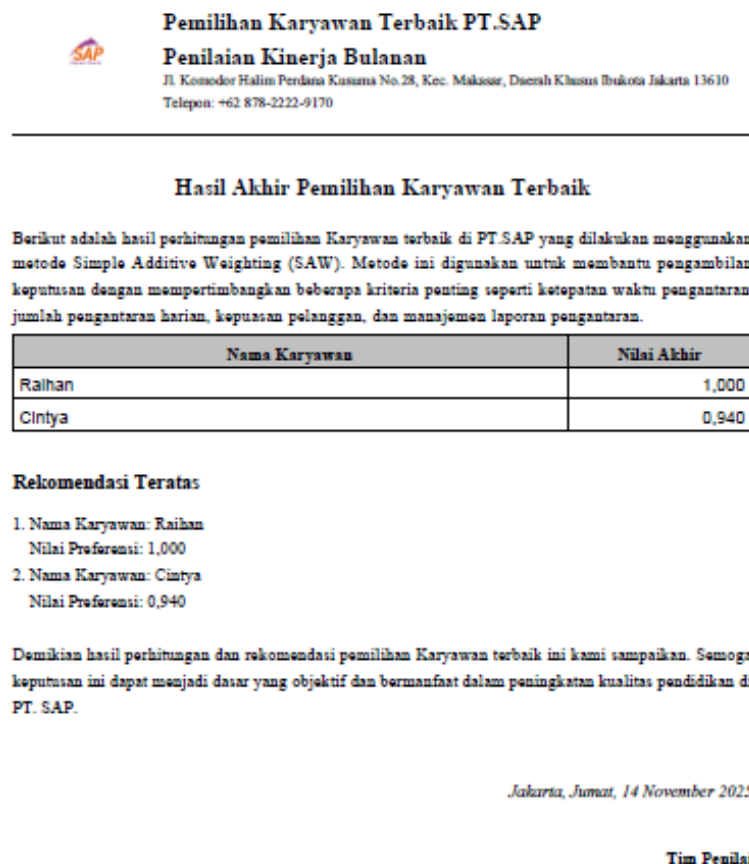 Pemilihan Karyawan Terbaik PT.SAP
SAP
Penilaian Kinerja Bulanan
Jl. Komodor Halim Perdana Kusuma No.28, Kec. Makasar, Daerah Khusus Ibukota Jakarta 13610
Telepon: +62 878-2222-9170
Hasil Akhir Pemilihan Karyawan Terbaik
Berikut adalah hasil perhitungan pemilihan Karyawan terbaik di PT.SAP yang dilakukan menggunakan
metode Simple Additive Weighting (SAW). Metode ini digunakan untuk membantu pengambilan
keputusan dengan mempertimbangkan beberapa kriteria penting seperti ketepatan waktu pengantaran
jumlah pengantaran harian, kepuasan pelanggan, dan manajemen laporan pengantaran.
Nama Karyawan Nilai Akhir
Raihan 1,000
Cintya 0,940
Rekomendasi Teratas
1. Nama Karyawan: Raihan
Nilai Preferensi: 1,000
2. Nama Karyawan: Cintya
Nilai Preferensi: 0,940
Demikian hasil perhitungan dan rekomendasi pemilihan Karyawan terbaik ini kami sampaikan. Semoga
keputusan ini dapat menjadi dasar yang objektif dan bermanfaat dalam peningkatan kualitas pendidikan di
PT. SAP.
Jakarta, Jumat, 14 November 2025
Tim Penilai